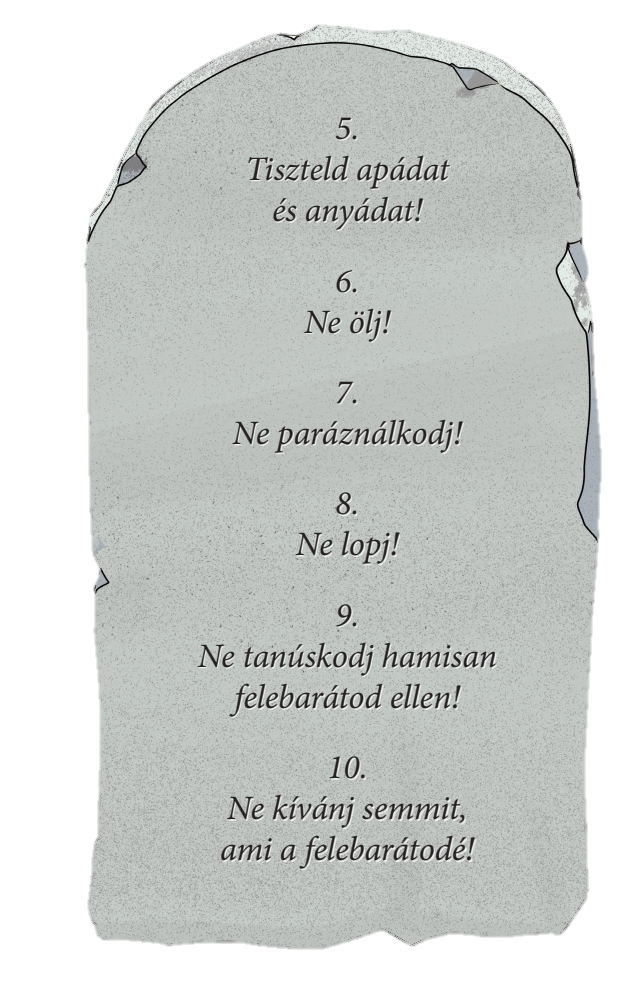 5.
Tiszteld apádat
és anyádat!
6.
Ne ölj!
7.
Ne paráználkodj!
8.
Ne lopj!
9.
Ne tanúskodj hamisan
felebarátod ellen!
10.
Ne kívánj semmit,
ami a felebarátodé!